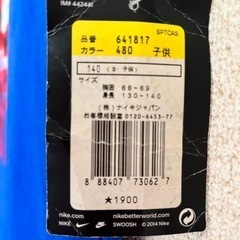 IM# 442441
SPTCAS
品番 641817
カラー 480 子供
140 (S・子供)
サイズ
胸囲 66-69
身長 130-140
(株)ナイキジャパン
お客様相談室 0120-6453-77
8 88407 73062 7
★1900
Nike NIKE SWOOSH © 2014 Nike
nike.com nikebetterworld.com